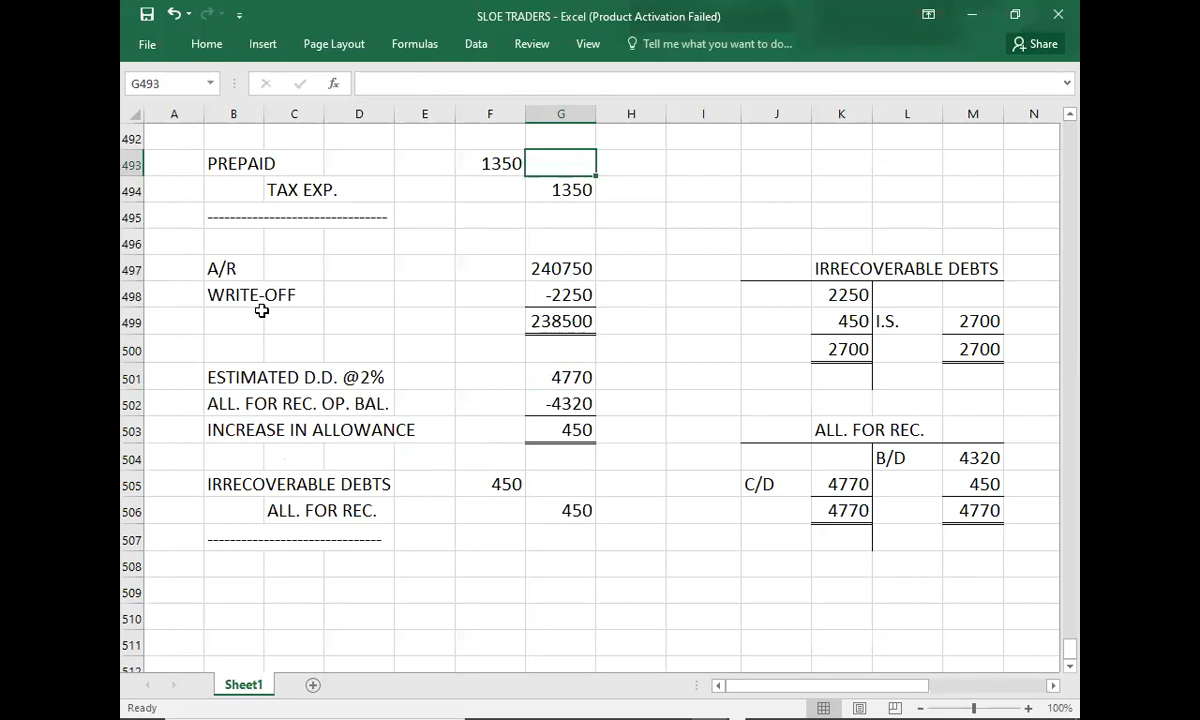 SLOE TRADERS - Excel (Product Activation Failed)
File Home Insert Page Layout Formulas Data Review View Tell me what you want to do... Share
G493 fx
A B C D E F G H I J K L M N
492
493 PREPAID 1350
494 TAX EXP. 1350
495 --------------------------------
496
497 A/R 240750 IRRECOVERABLE DEBTS
498 WRITE-OFF -2250 2250
499 238500 450 I.S. 2700
500 2700 2700
501 ESTIMATED D.D. @2% 4770
502 ALL. FOR REC. OP. BAL. -4320
503 INCREASE IN ALLOWANCE 450 ALL. FOR REC.
504 B/D 4320
505 IRRECOVERABLE DEBTS 450 C/D 4770 450
506 ALL. FOR REC. 450 4770 4770
507 -------------------------------
508
509
510
511
512
Sheet1
Ready 100%